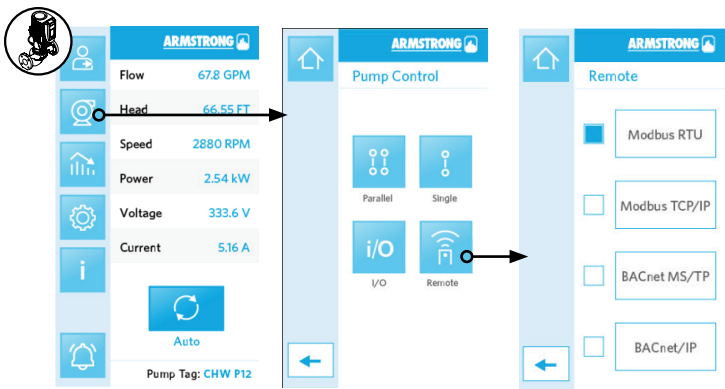 ARMSTRONG
Flow 67.8 GPM
Head 66.55 FT
Speed 2880 RPM
Power 2.54 kW
Voltage 333.6 V
Current 5.16 A
i
Auto
Pump Tag: CHW P12
ARMSTRONG
Pump Control
Parallel Single
i/O
I/O Remote
ARMSTRONG
Remote
Modbus RTU
Modbus TCP/IP
BACnet MS/TP
BACnet/IP